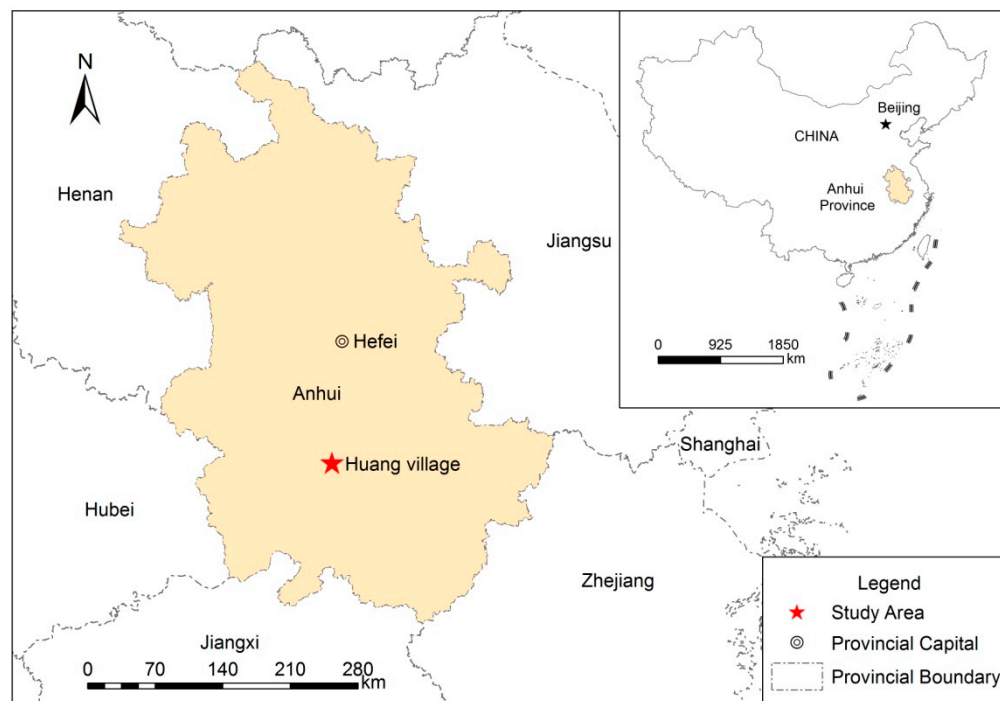 N
Henan
Jiangsu
Hefei
Anhui
Huang village
Hubei
Shanghai
Zhejiang
Jiangxi
0 70 140 210 280
km
Beijing
CHINA
Anhui
Province
0 925 1850
km
Legend
Study Area
Provincial Capital
Provincial Boundary